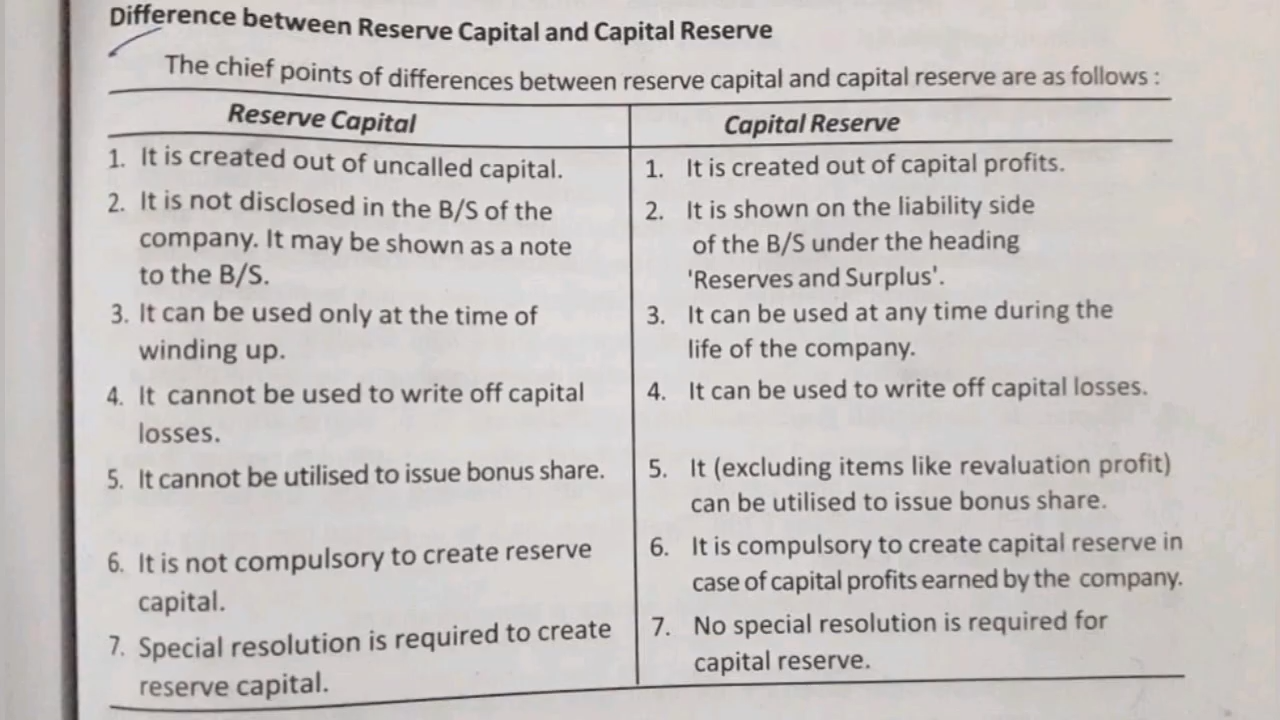 Difference between Reserve Capital and Capital Reserve
The chief points of differences between reserve capital and capital reserve are as follows :
Reserve Capital
1. It is created out of uncalled capital.
2. It is not disclosed in the B/S of the
company. It may be shown as a note
to the B/S.
3. It can be used only at the time of
winding up.
4. It cannot be used to write off capital
losses.
5. It cannot be utilised to issue bonus share.
6. It is not compulsory to create reserve
capital.
7. Special resolution is required to create
reserve capital.
Capital Reserve
1. It is created out of capital profits.
2. It is shown on the liability side
of the B/S under the heading
'Reserves and Surplus'.
3. It can be used at any time during the
life of the company.
4. It can be used to write off capital losses.
5. It (excluding items like revaluation profit)
can be utilised to issue bonus share.
6. It is compulsory to create capital reserve in
case of capital profits earned by the company.
7. No special resolution is required for
capital reserve.